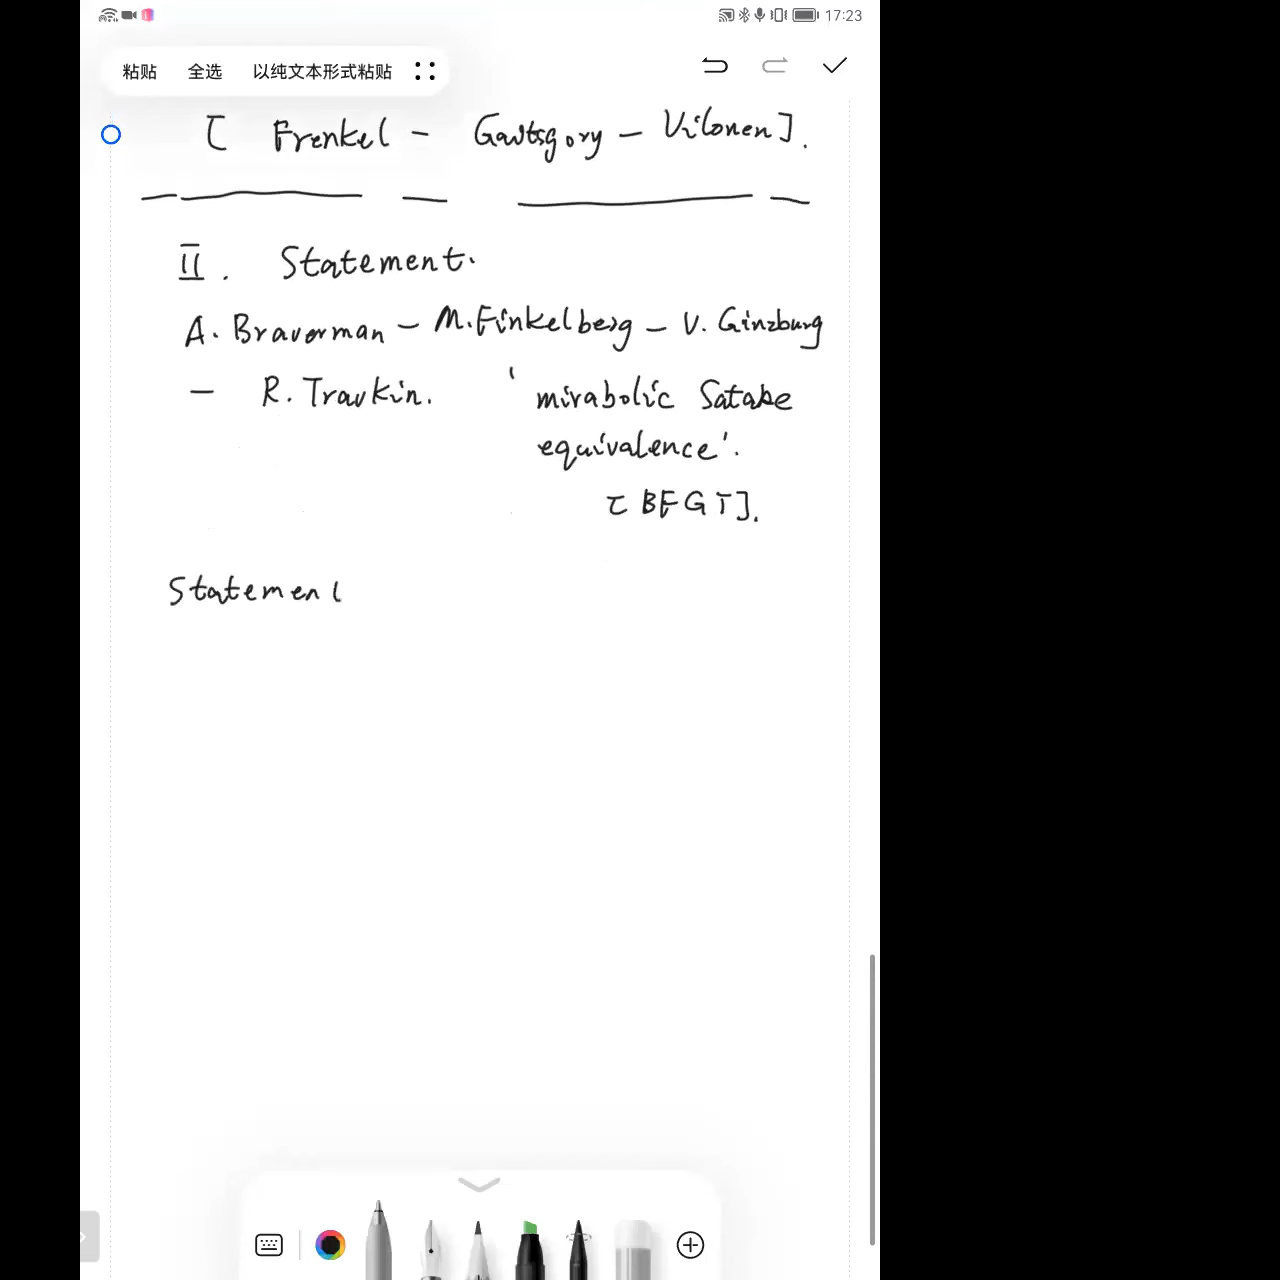 17:23
粘贴 全选 以纯文本形式粘贴
[ Frenkel - Gaitsgory - Vilonen].
II. Statement.
A. Braverman - M.Finkelberg - V. Ginzburg
- R. Travkin. 'mirabolic Satake
equivalence'.
[BFGT].
Statemen